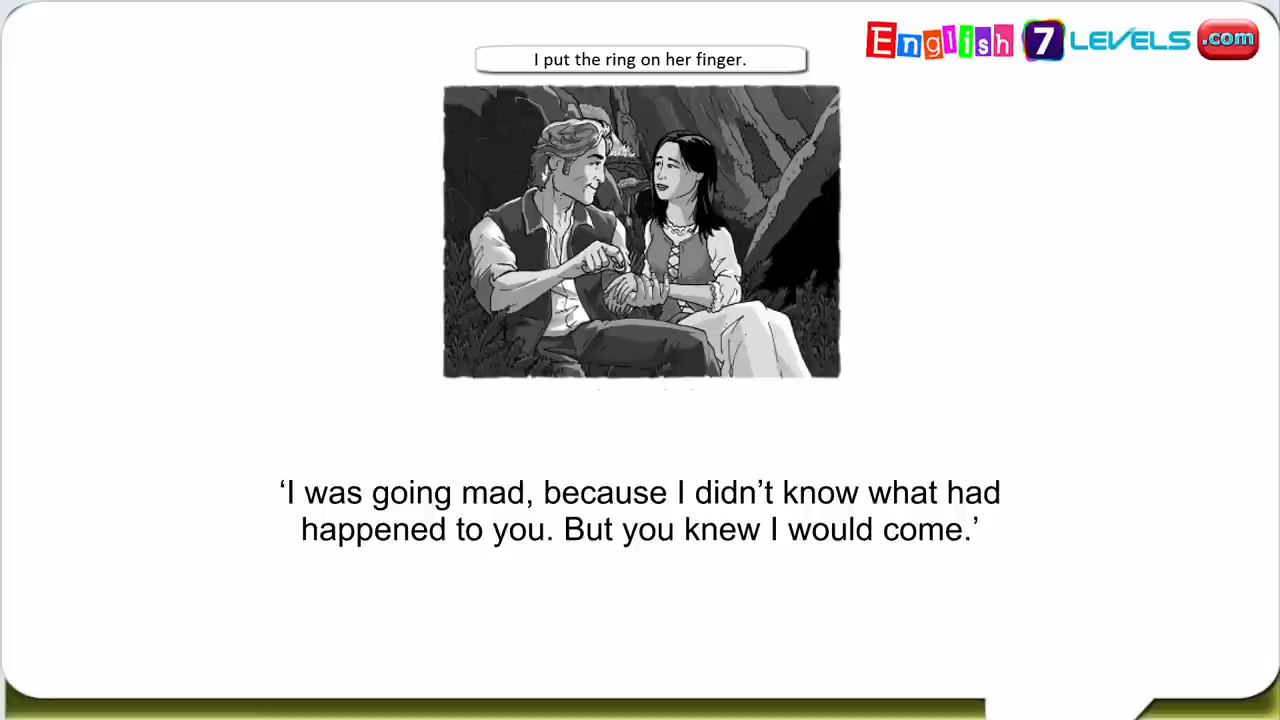 English 7 LEVELS .com
I put the ring on her finger.
‘I was going mad, because I didn’t know what had
happened to you. But you knew I would come.’